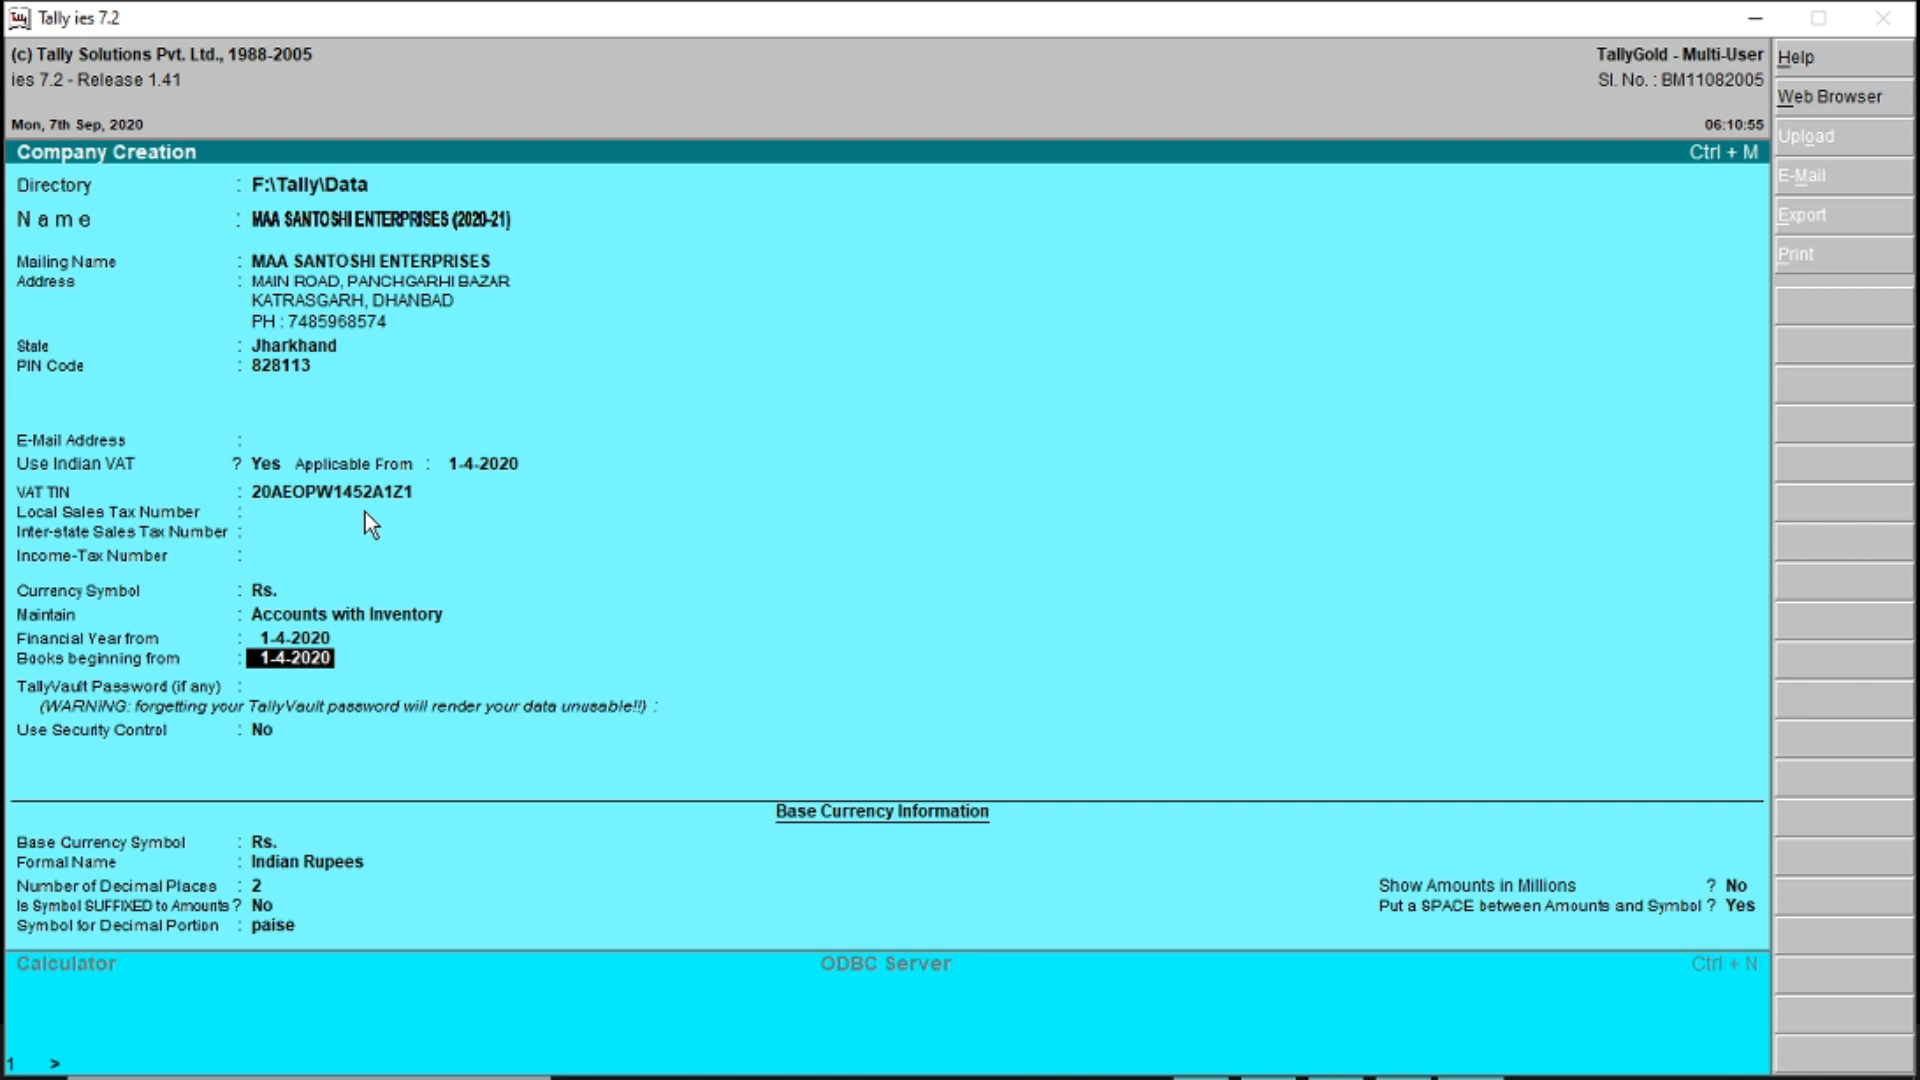 Tally ies 7.2
(c) Tally Solutions Pvt. Ltd., 1988-2005 TallyGold - Multi-User
ies 7.2 - Release 1.41 Sl. No. : BM11082005
Mon, 7th Sep, 2020 06:10:55
Company Creation Ctrl + M
Directory : F:\Tally\Data
Name : MAA SANTOSHI ENTERPRISES (2020-21)
Mailing Name : MAA SANTOSHI ENTERPRISES
Address : MAIN ROAD, PANCHGARHI BAZAR
KATRASGARH, DHANBAD
PH : 7485968574
State : Jharkhand
PIN Code : 828113
E-Mail Address :
Use Indian VAT ? Yes Applicable From : 1-4-2020
VAT TIN : 20AEOPW1452A1Z1
Local Sales Tax Number :
Inter-state Sales Tax Number :
Income-Tax Number :
Currency Symbol : Rs.
Maintain : Accounts with Inventory
Financial Year from : 1-4-2020
Books beginning from : 1-4-2020
TallyVault Password (if any) :
(WARNING: forgetting your TallyVault password will render your data unusable!!) :
Use Security Control : No
Base Currency Information
Base Currency Symbol : Rs.
Formal Name : Indian Rupees
Number of Decimal Places : 2 Show Amounts in Millions ? No
Is Symbol SUFFIXED to Amounts ? No Put a SPACE between Amounts and Symbol ? Yes
Symbol for Decimal Portion : paise
Calculator ODBC Server Ctrl + N
1 >
Help
Web Browser
Upload
E-Mail
Export
Print